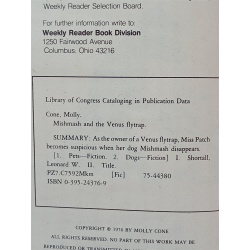 Weekly Reader Selection Board.
For further information write to:
Weekly Reader Book Division
1250 Fairwood Avenue
Columbus, Ohio 43216
Library of Congress Cataloging in Publication Data
Cone, Molly.
Mishmash and the Venus flytrap.
SUMMARY: As the owner of a Venus flytrap, Miss Patch
becomes suspicious when her dog Mishmash disappears.
[1. Pets—Fiction. 2. Dogs—Fiction] I. Shortall,
Leonard W. II. Title.
PZ7.C7592Mkm [Fic] 75-44380
ISBN 0-395-24376-9
COPYRIGHT © 1976 BY MOLLY CONE
ALL RIGHTS RESERVED. NO PART OF THIS WORK MAY BE
REPRODUCED OR TRANSMITTED